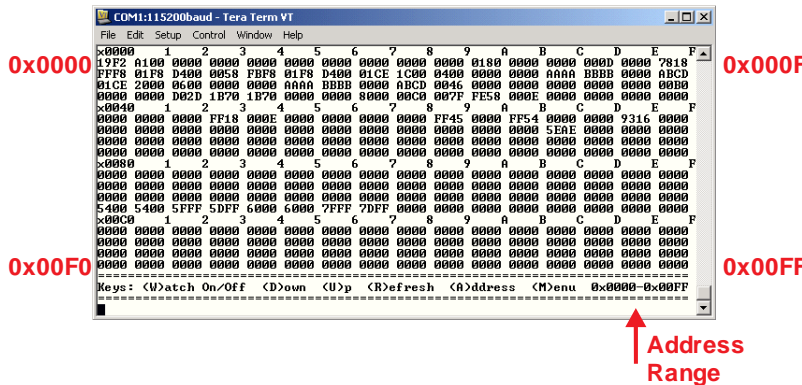 COM1:115200baud - Tera Term VT
File Edit Setup Control Window Help
0x0000
0x000F
x0000 1 2 3 4 5 6 7 8 9 A B C D E F
19F2 A100 0000 0000 0000 0000 0000 0000 0000 0000 0180 0000 0000 000D 0000 7818
FFF8 01F8 D400 0058 FBF8 01F8 D400 01CE 1C00 0400 0000 0000 AAAA BBBB 0000 ABCD
01CE 2000 0600 0000 0000 AAAA BBBB 0000 ABCD 0046 0000 0000 0000 0000 0000 00B0
0000 0000 D02D 1B70 1B70 0000 0000 8000 00C0 007F FE58 000E 0000 0000 0000 0000
x0040 1 2 3 4 5 6 7 8 9 A B C D E F
0000 0000 0000 FF18 000E 0000 0000 0000 0000 FF45 0000 FF54 0000 0000 9316 0000
0000 0000 0000 0000 0000 0000 0000 0000 0000 0000 0000 0000 5EAE 0000 0000 0000
0000 0000 0000 0000 0000 0000 0000 0000 0000 0000 0000 0000 0000 0000 0000 0000
0000 0000 0000 0000 0000 0000 0000 0000 0000 0000 0000 0000 0000 0000 0000 0000
x0080 1 2 3 4 5 6 7 8 9 A B C D E F
0000 0000 0000 0000 0000 0000 0000 0000 0000 0000 0000 0000 0000 0000 0000 0000
0000 0000 0000 0000 0000 0000 0000 0000 0000 0000 0000 0000 0000 0000 0000 0000
0000 0000 0000 0000 0000 0000 0000 0000 0000 0000 0000 0000 0000 0000 0000 0000
5400 5400 5FFF 5DFF 6000 6000 7FFF 7DFF 0000 0000 0000 0000 0000 0000 0000 0000
x00C0 1 2 3 4 5 6 7 8 9 A B C D E F
0000 0000 0000 0000 0000 0000 0000 0000 0000 0000 0000 0000 0000 0000 0000 0000
0000 0000 0000 0000 0000 0000 0000 0000 0000 0000 0000 0000 0000 0000 0000 0000
0000 0000 0000 0000 0000 0000 0000 0000 0000 0000 0000 0000 0000 0000 0000 0000
0000 0000 0000 0000 0000 0000 0000 0000 0000 0000 0000 0000 0000 0000 0000 0000
0x00F0
0x00FF
Keys: (W)atch On/Off (D)own (U)p (R)efresh (A)ddress (M)enu 0x0000-0x00FF
Address
Range